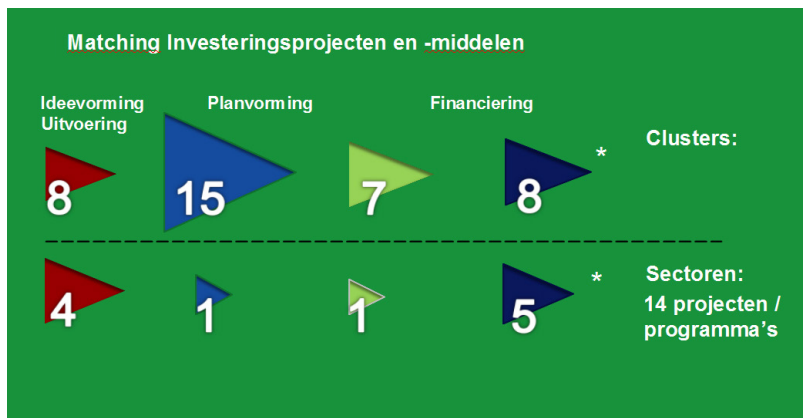 Matching Investeringsprojecten en -middelen
Ideevorming Planvorming Financiering
Uitvoering
Clusters:
8 15 7 8 *
Sectoren:
4 1 1 5 *
14 projecten /
programma's